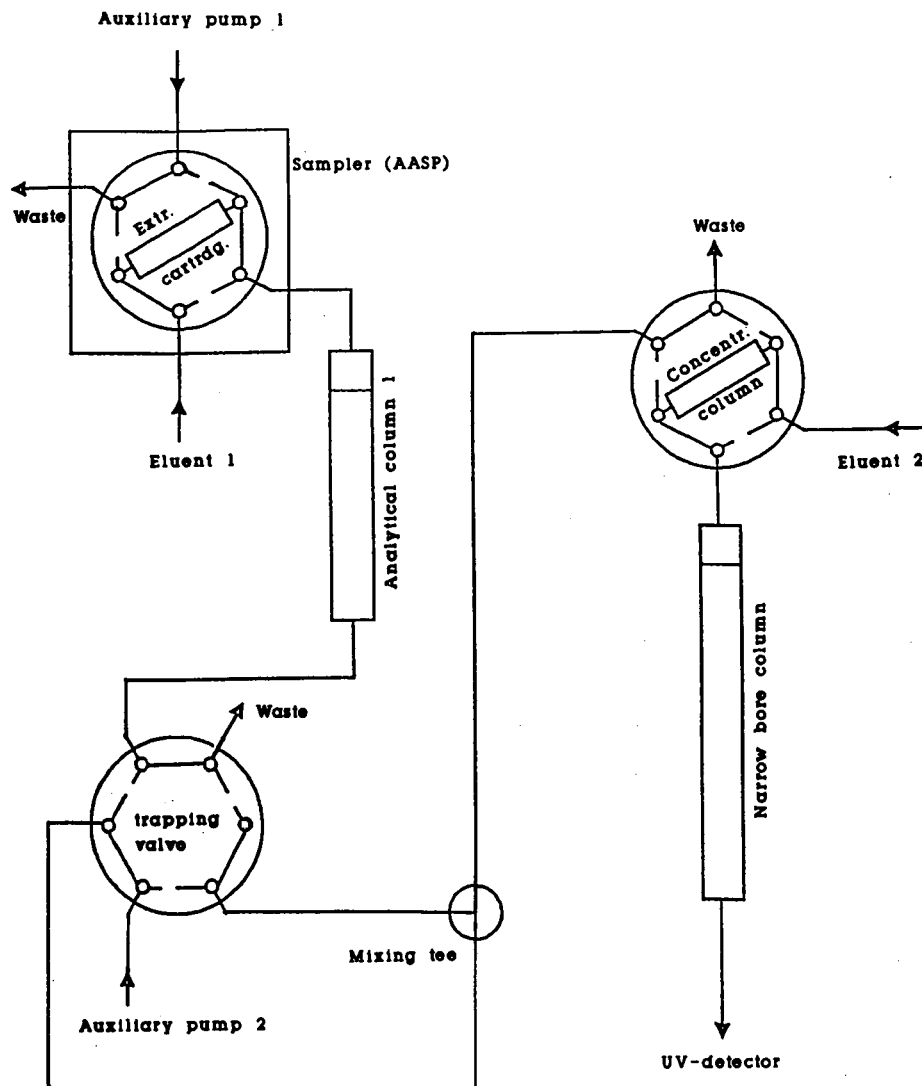 Auxiliary pump 1
Sampler (AASP)
Waste
Extr.
cartrdg.
Eluent 1
Analytical column 1
Waste
trapping
valve
Auxiliary pump 2
Mixing tee
Waste
Concentr.
column
Eluent 2
Narrow bore column
UV-detector